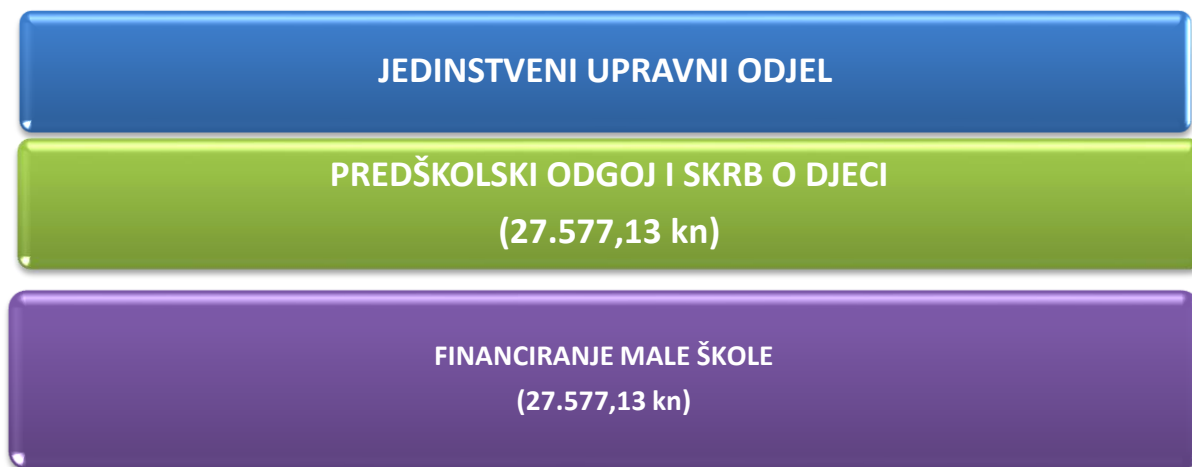 JEDINSTVENI UPRAVNI ODJEL
PREDŠKOLSKI ODGOJ I SKRB O DJECI
(27.577,13 kn)
FINANCIRANJE MALE ŠKOLE
(27.577,13 kn)